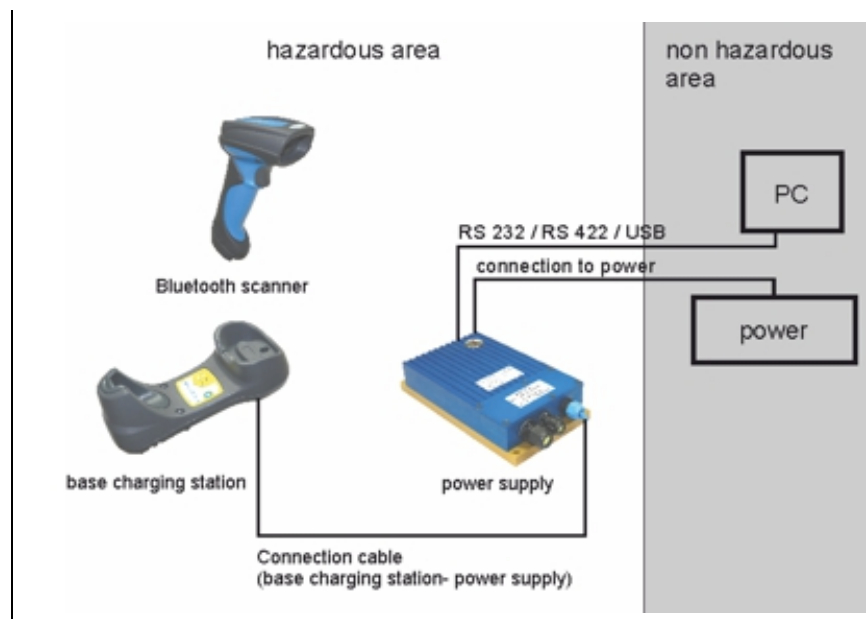 hazardous area
non hazardous
area
PC
RS 232 / RS 422 / USB
connection to power
Bluetooth scanner
power
base charging station
power supply
Connection cable
(base charging station- power supply)